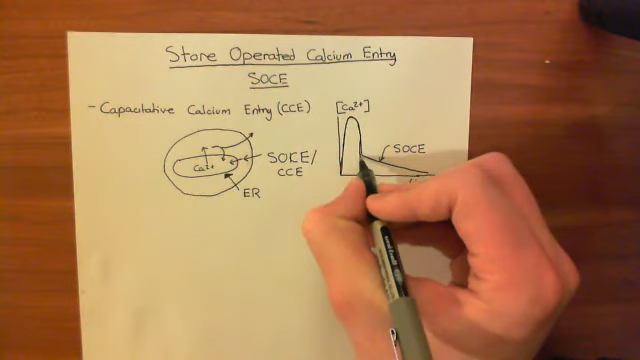 Store Operated Calcium Entry
SOCE
- Capacitative Calcium Entry (CCE)
[Ca²⁺]
SOCE
Ca²⁺
SOCE/
CCE
ER